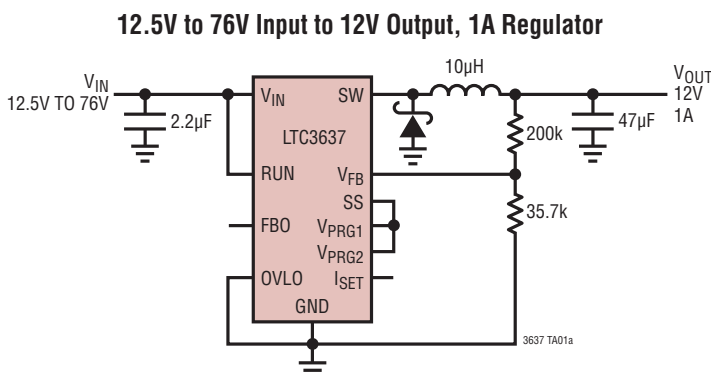 12.5V to 76V Input to 12V Output, 1A Regulator
VIN
12.5V TO 76V
2.2µF
VIN
SW
LTC3637
RUN
VFB
SS
FBO
VPRG1
VPRG2
OVLO
ISET
GND
10µH
200k
35.7k
47µF
VOUT
12V
1A
3637 TA01a